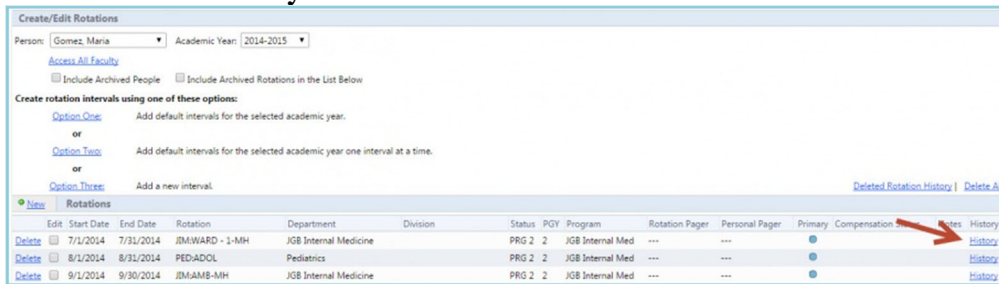 Create/Edit Rotations
Person: Gomez, Maria Academic Year: 2014-2015
Access All Faculty
Include Archived People Include Archived Rotations in the List Below
Create rotation intervals using one of these options:
Option One: Add default intervals for the selected academic year.
or
Option Two: Add default intervals for the selected academic year one interval at a time.
or
Option Three: Add a new interval. Deleted Rotation History | Delete A
New Rotations
Edit Start Date End Date Rotation Department Division Status PGY Program Rotation Pager Personal Pager Primary Compensation Notes History
Delete 7/1/2014 7/31/2014 JIM:WARD - 1-MH JGB Internal Medicine PRG 2 2 JGB Internal Med --- --- History
Delete 8/1/2014 8/31/2014 PED:ADOL Pediatrics PRG 2 2 JGB Internal Med --- --- History
Delete 9/1/2014 9/30/2014 JIM:AMB-MH JGB Internal Medicine PRG 2 2 JGB Internal Med --- --- History